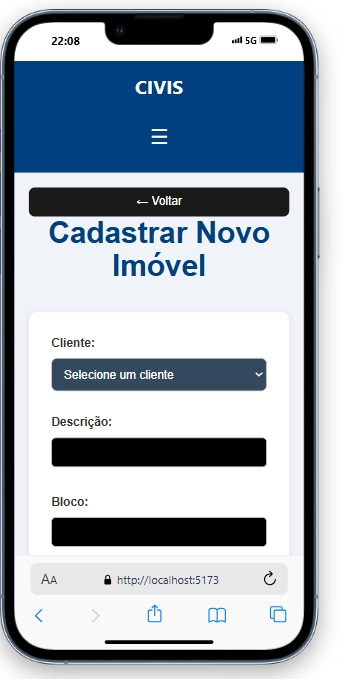 22:08
5G
CIVIS
☰
← Voltar
Cadastrar Novo
Imóvel
Cliente:
Selecione um cliente
Descrição:
Bloco:
AA
http://localhost:5173